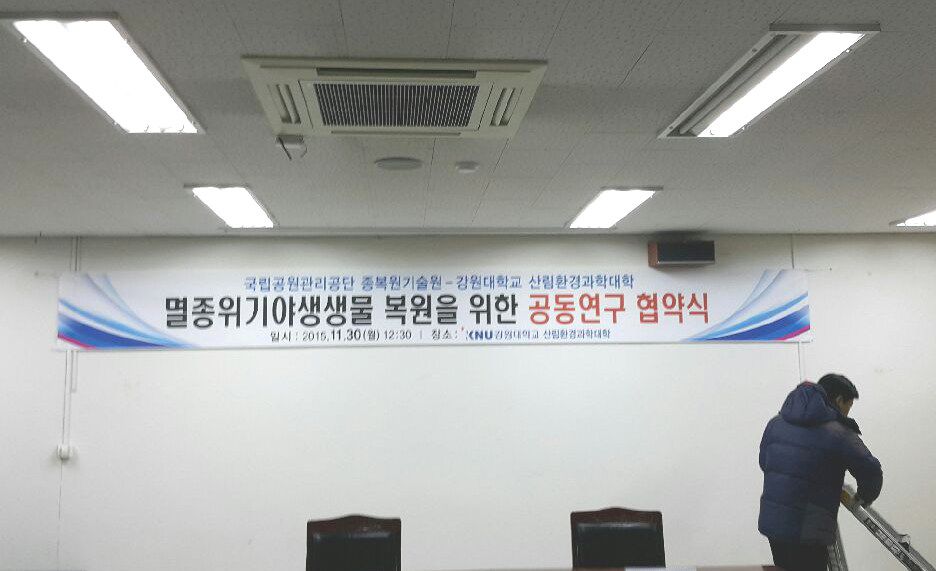 국립공원관리공단 종복원기술원 - 강원대학교 산림환경과학대학
멸종위기야생생물 복원을 위한 공동연구 협약식
일시 : 2015.11.30(월) 12:30 | 장소 : KNU강원대학교 산림환경과학대학